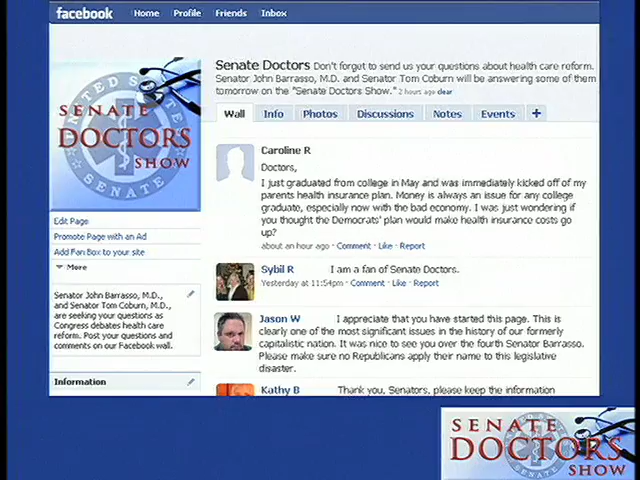 facebook Home Profile Friends Inbox
UNITED STATES
SENATE
DOCTORS
SHOW
SENATE
Edit Page
Promote Page with an Ad
Add Fan Box to your site
More
Senator John Barrasso, M.D.,
and Senator Tom Coburn, M.D.,
are seeking your questions as
Congress debates health care
reform. Post your questions and
comments on our Facebook wall.
Information
Senate Doctors Don't forget to send us your questions about health care reform.
Senator John Barrasso, M.D. and Senator Tom Coburn will be answering some of them
tomorrow on the "Senate Doctors Show." 2 hours ago clear
Wall Info Photos Discussions Notes Events +
Caroline R
Doctors,
I just graduated from college in May and was immediately kicked off of my
parents health insurance plan. Money is always an issue for any college
graduate, especially now with the bad economy. I was just wondering if
you thought the Democrats' plan would make health insurance costs go
up?
about an hour ago · Comment · Like · Report
Sybil R I am a fan of Senate Doctors.
Yesterday at 11:54pm · Comment · Like · Report
Jason W I appreciate that you have started this page. This is
clearly one of the most significant issues in the history of our formerly
capitalistic nation. It was nice to see you over the fourth Senator Barrasso.
Please make sure no Republicans apply their name to this legislative
disaster.
Kathy B Thank you, Senators, please keep the information
SENATE
DOCTORS
SHOW
SENATE